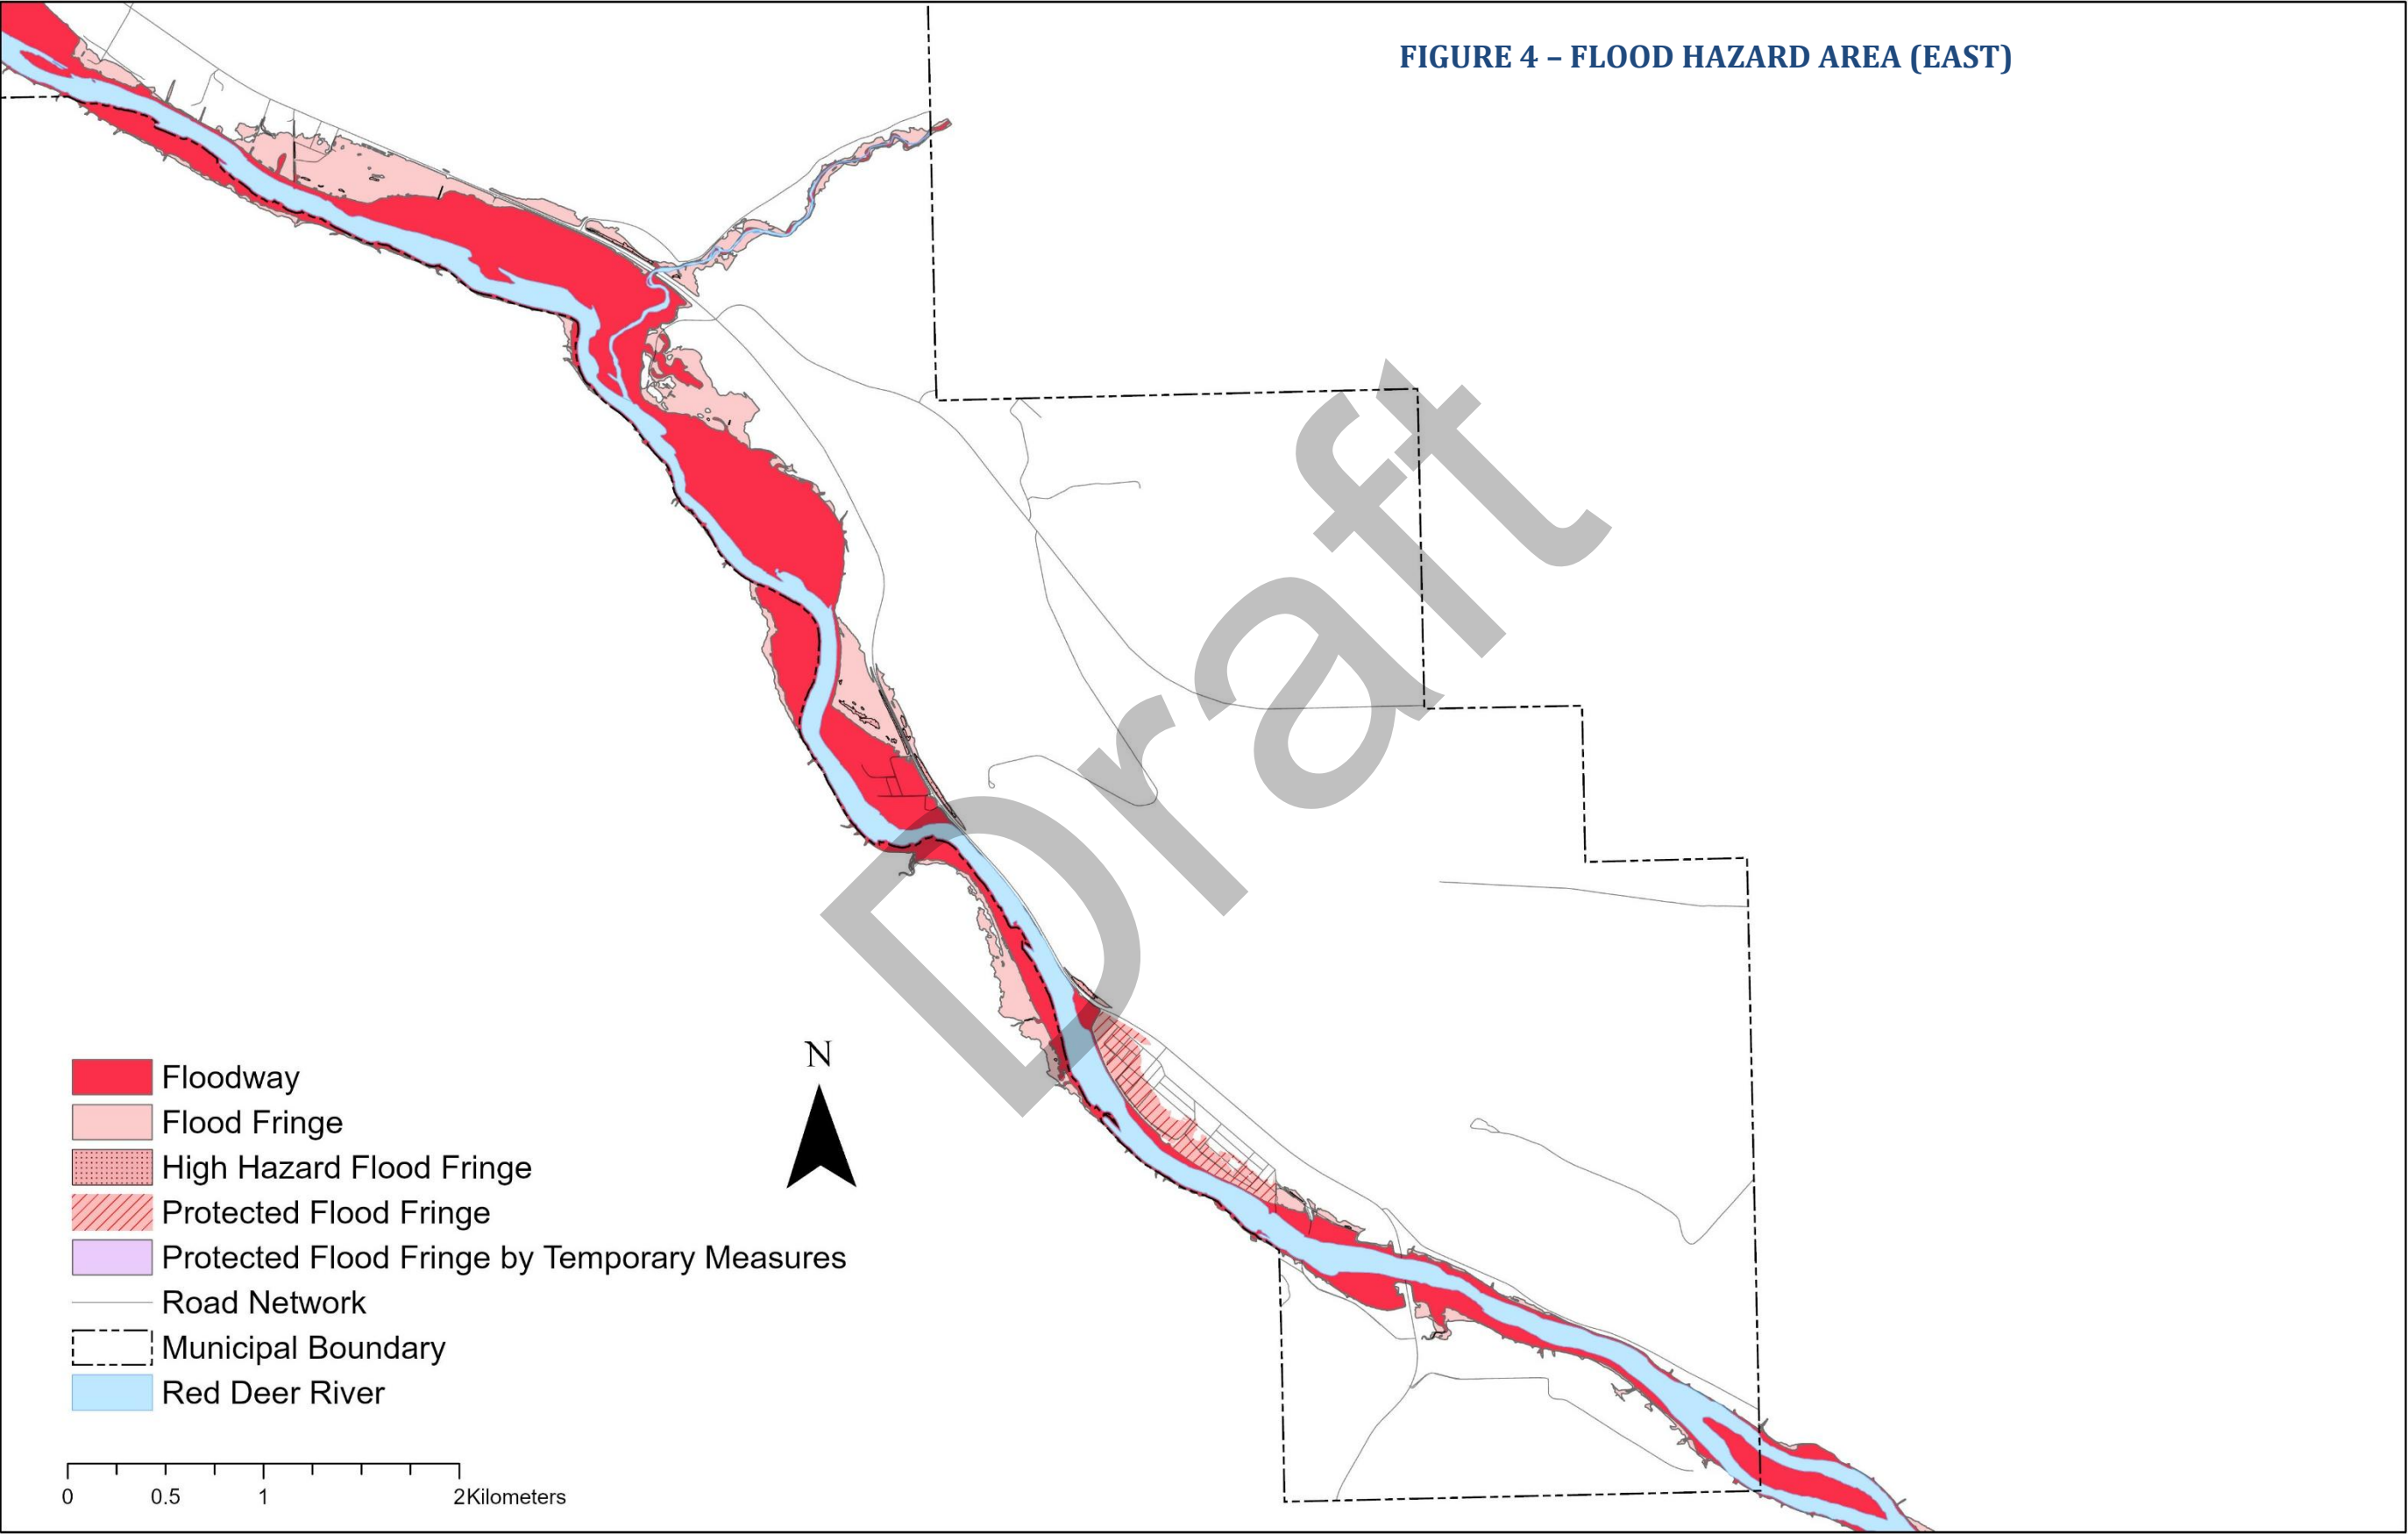 FIGURE 4 – FLOOD HAZARD AREA (EAST)
Draft
N
Floodway
Flood Fringe
High Hazard Flood Fringe
Protected Flood Fringe
Protected Flood Fringe by Temporary Measures
Road Network
Municipal Boundary
Red Deer River
0 0.5 1 2Kilometers